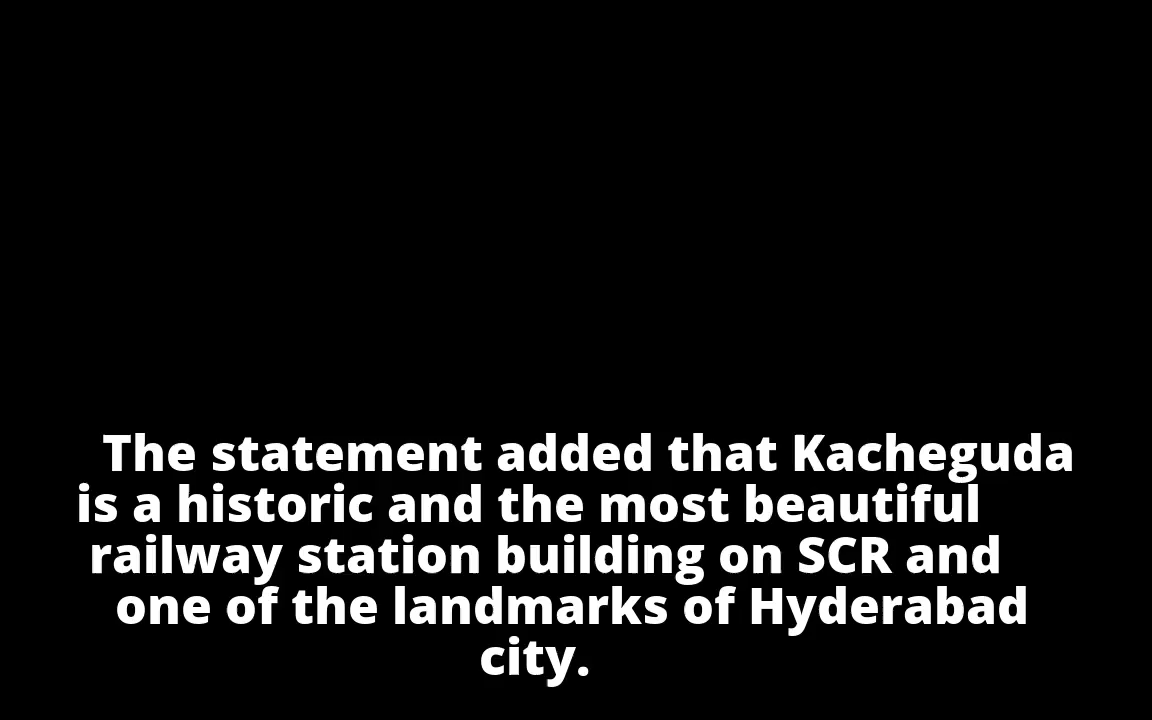 The statement added that Kacheguda
is a historic and the most beautiful
railway station building on SCR and
one of the landmarks of Hyderabad
city.